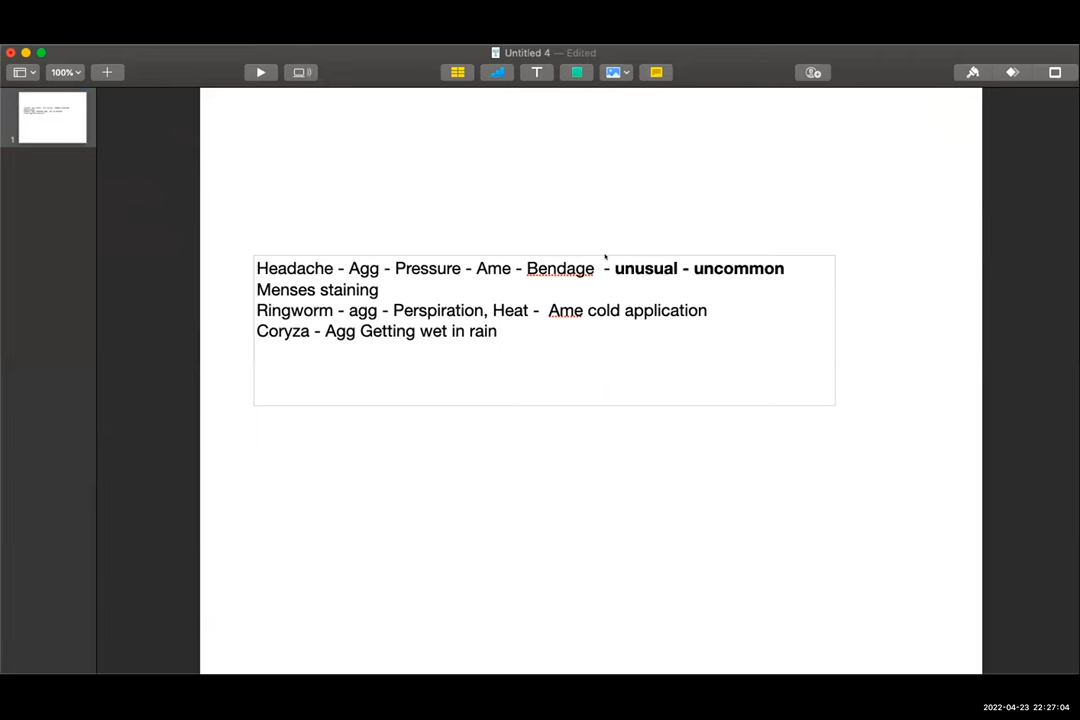 Untitled 4 — Edited
100%
1
Headache - Agg - Pressure - Ame - Bendage - unusual - uncommon
Menses staining
Ringworm - agg - Perspiration, Heat - Ame cold application
Coryza - Agg Getting wet in rain
2022-04-23 22:27:04